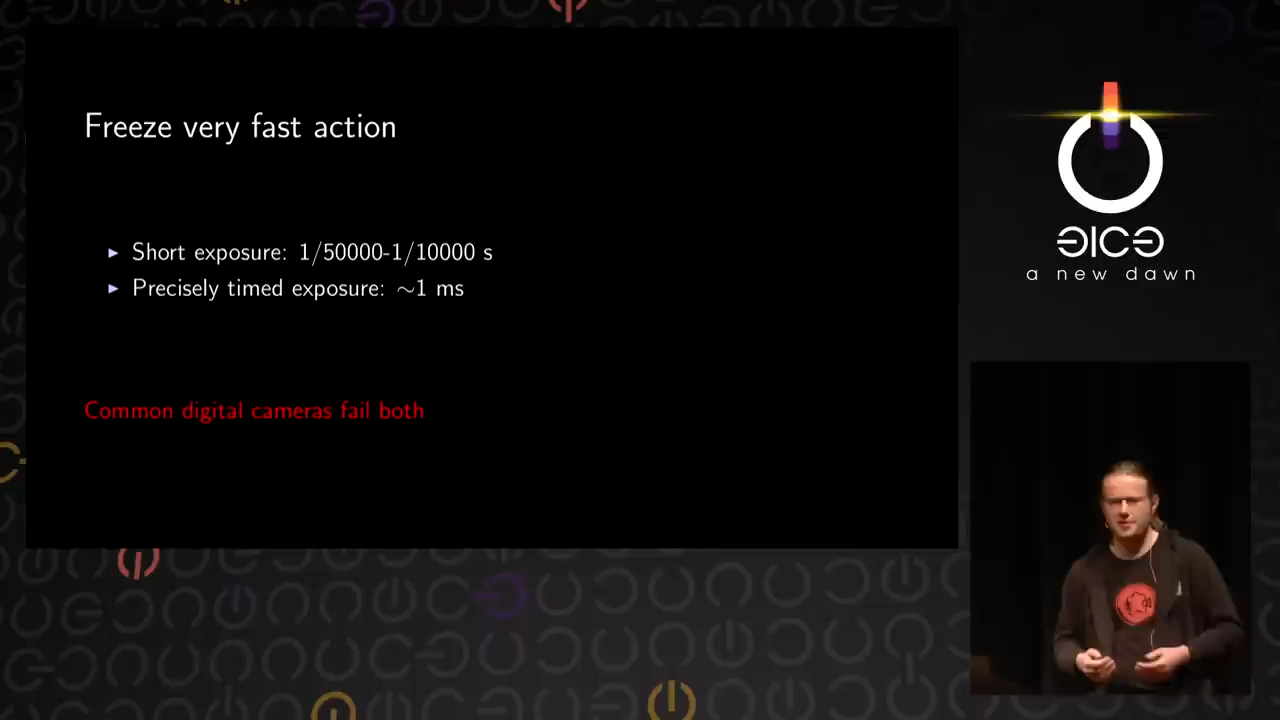 Freeze very fast action
Short exposure: 1/50000-1/10000 s
Precisely timed exposure: ~1 ms
Common digital cameras fail both
a new dawn